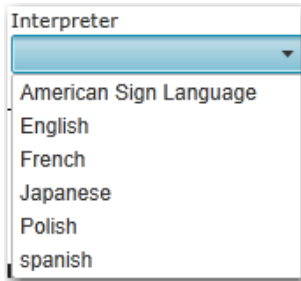 Interpreter
American Sign Language
English
French
Japanese
Polish
spanish